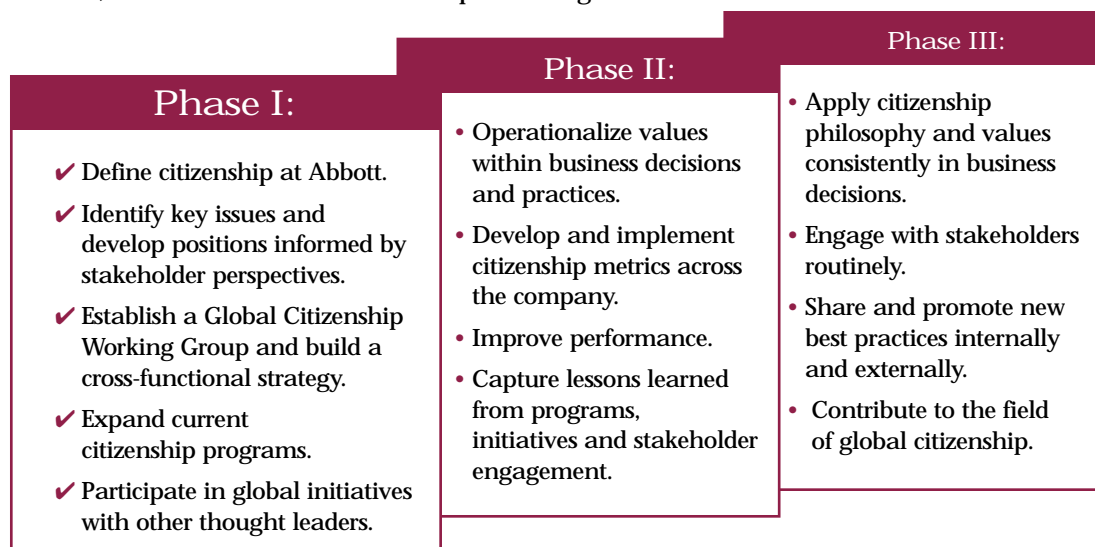 Phase I:
✔ Define citizenship at Abbott.
✔ Identify key issues and
develop positions informed by
stakeholder perspectives.
✔ Establish a Global Citizenship
Working Group and build a
cross-functional strategy.
✔ Expand current
citizenship programs.
✔ Participate in global initiatives
with other thought leaders.
Phase II:
• Operationalize values
within business decisions
and practices.
• Develop and implement
citizenship metrics across
the company.
• Improve performance.
• Capture lessons learned
from programs,
initiatives and stakeholder
engagement.
Phase III:
• Apply citizenship
philosophy and values
consistently in business
decisions.
• Engage with stakeholders
routinely.
• Share and promote new
best practices internally
and externally.
• Contribute to the field
of global citizenship.